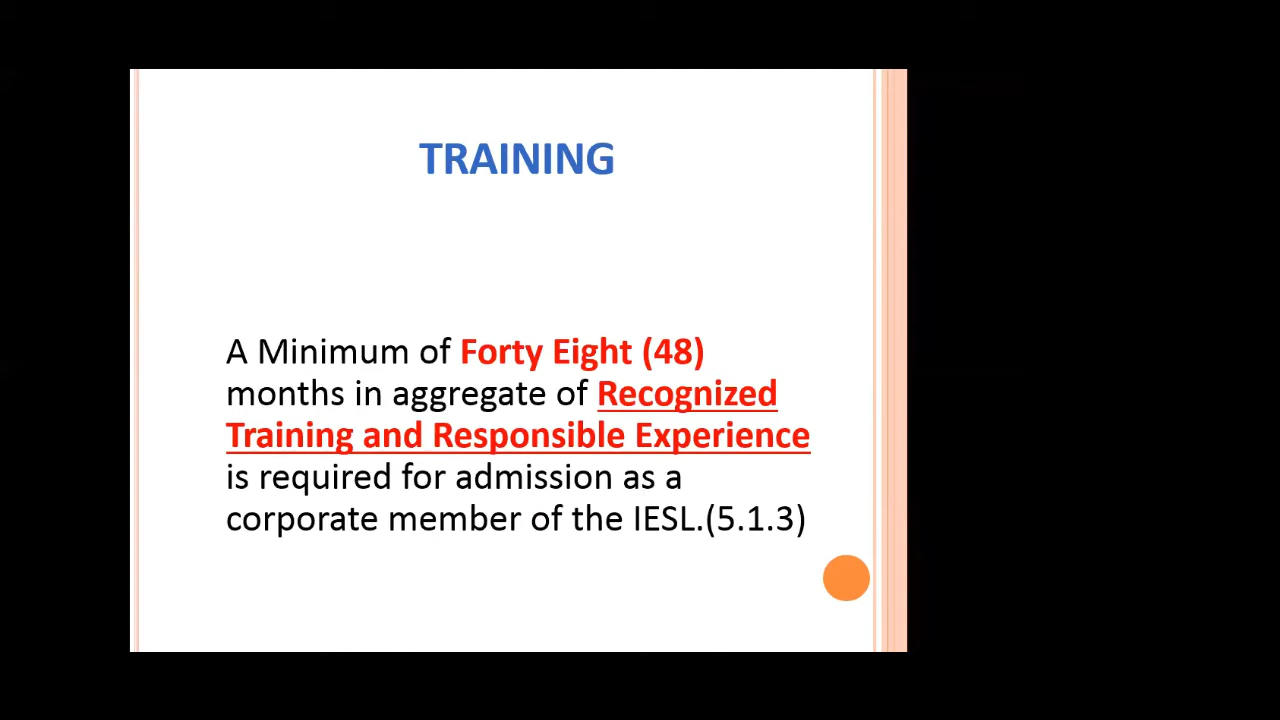 TRAINING
A Minimum of Forty Eight (48)
months in aggregate of Recognized
Training and Responsible Experience
is required for admission as a
corporate member of the IESL.(5.1.3)